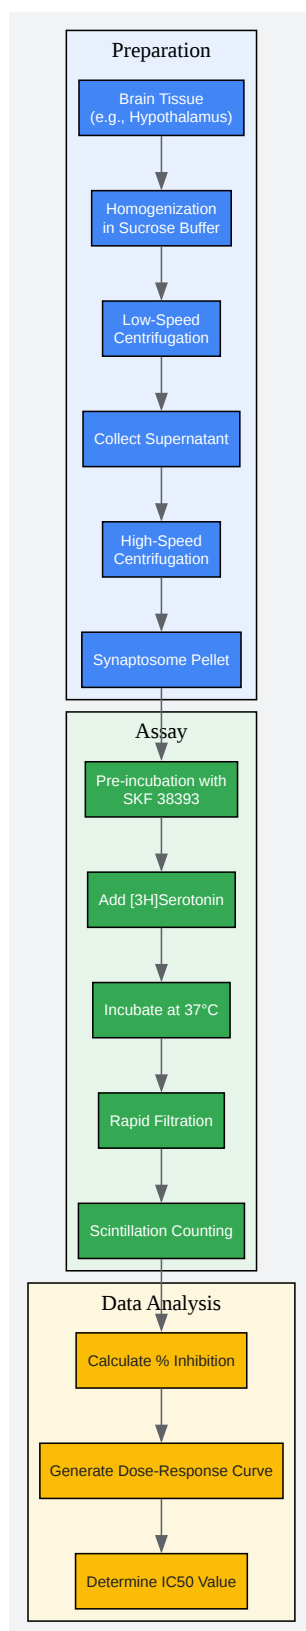 Preparation
Brain Tissue
(e.g., Hypothalamus)
Homogenization
in Sucrose Buffer
Low-Speed
Centrifugation
Collect Supernatant
High-Speed
Centrifugation
Synaptosome Pellet
Assay
Pre-incubation with
SKF 38393
Add [3H]Serotonin
Incubate at 37°C
Rapid Filtration
Scintillation Counting
Data Analysis
Calculate % Inhibition
Generate Dose-Response Curve
Determine IC50 Value